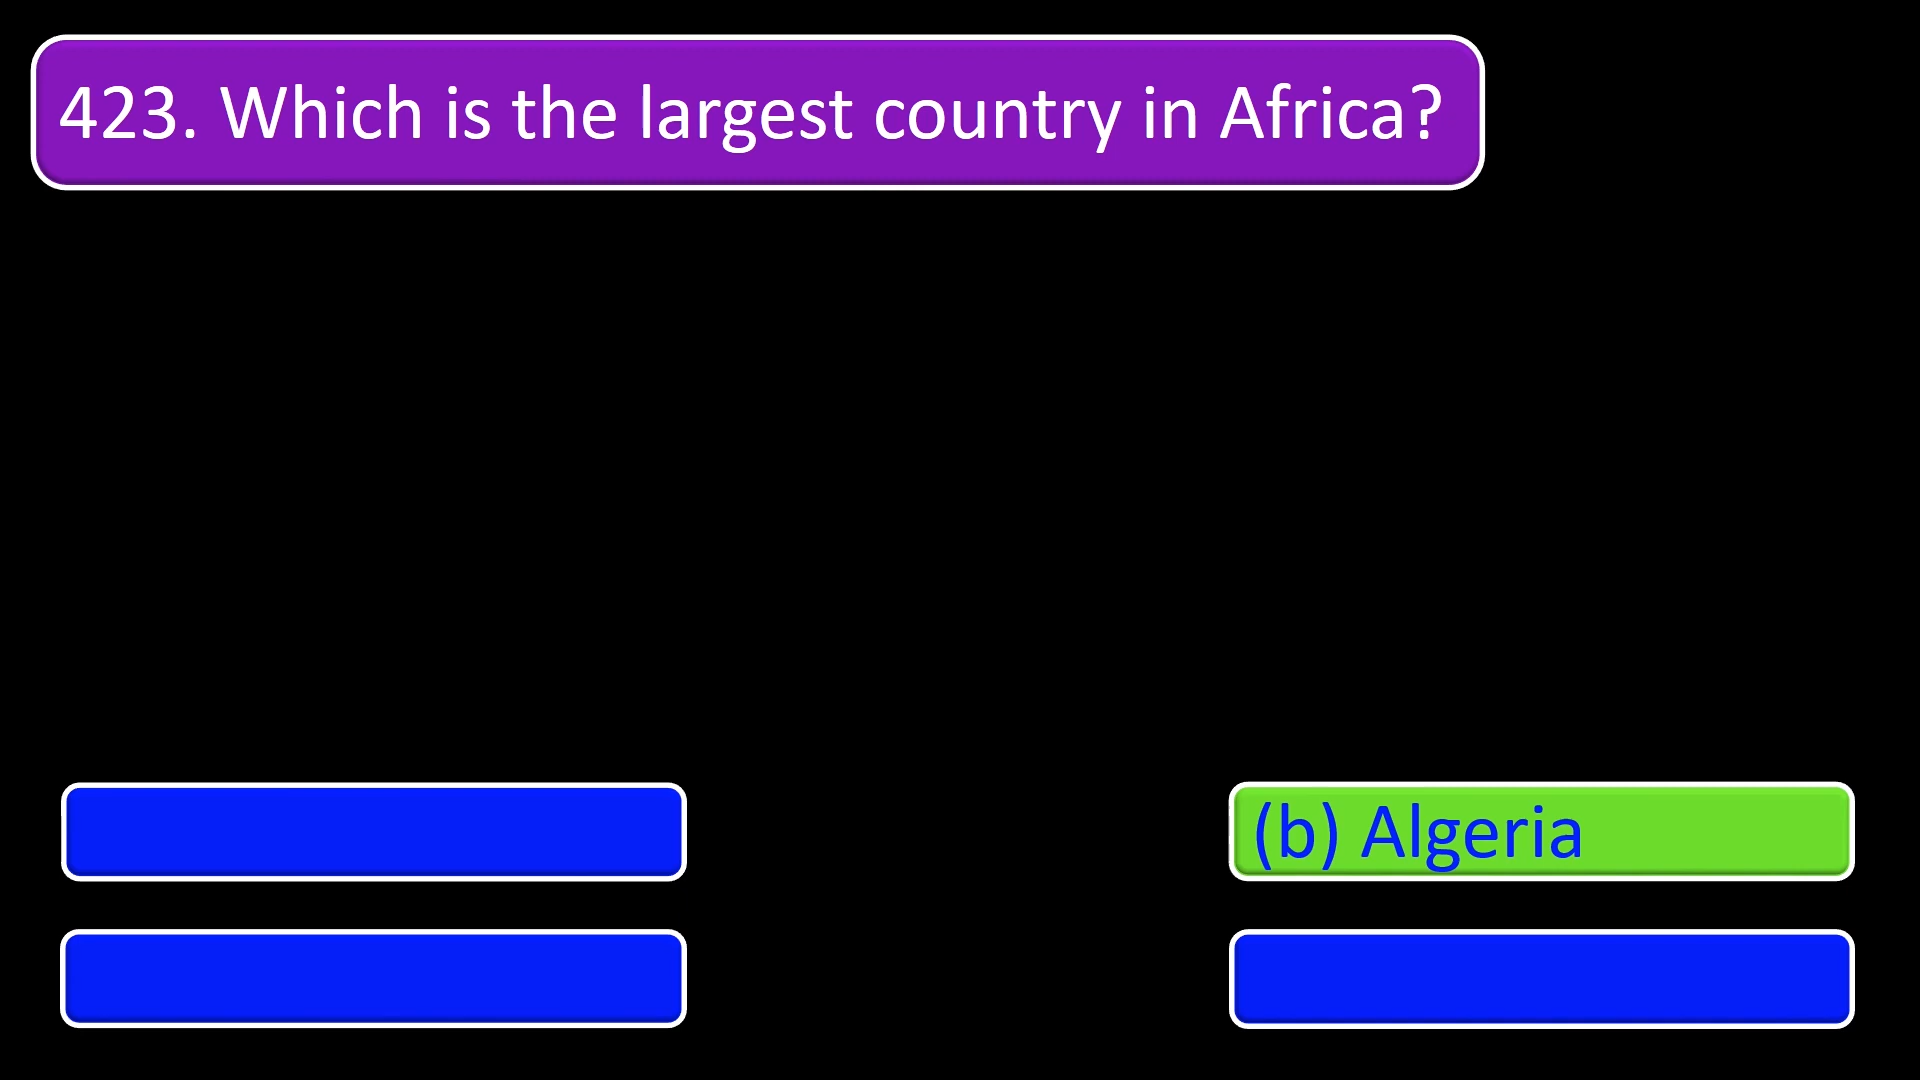 423. Which is the largest country in Africa?
(b) Algeria